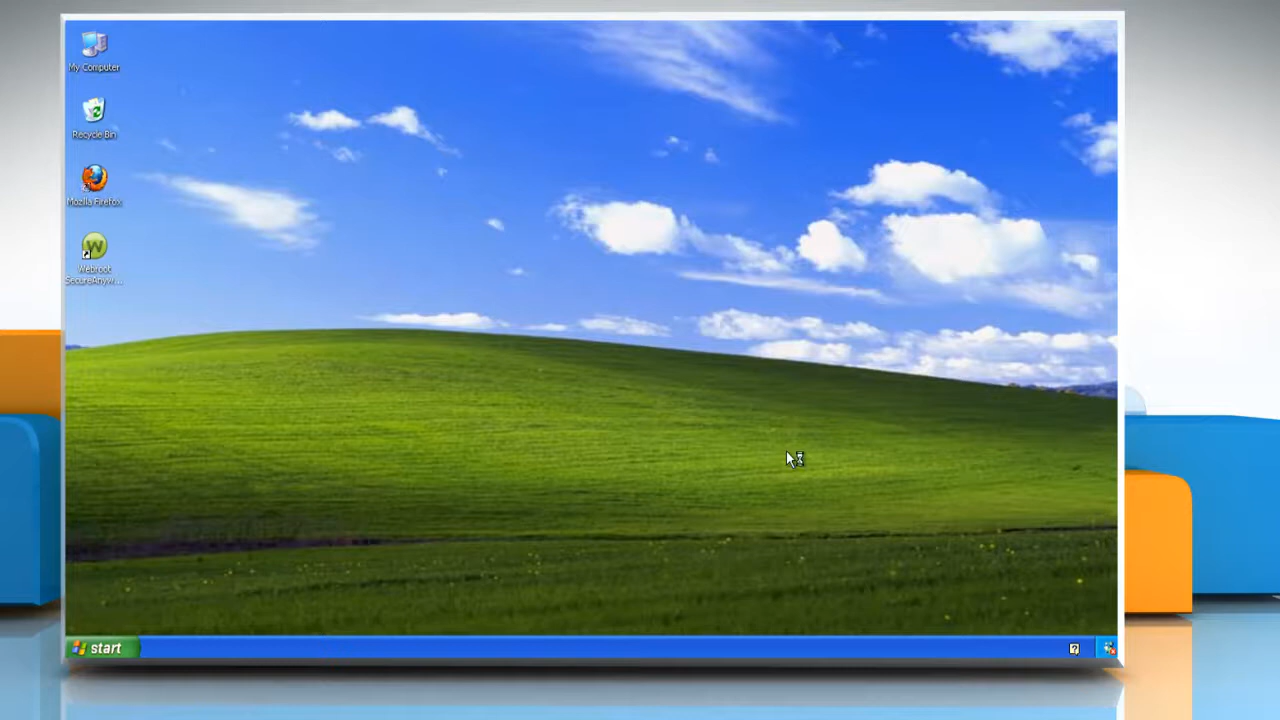 My Computer
Recycle Bin
Mozilla Firefox
W
Webroot
SecureAnyw...
start
?